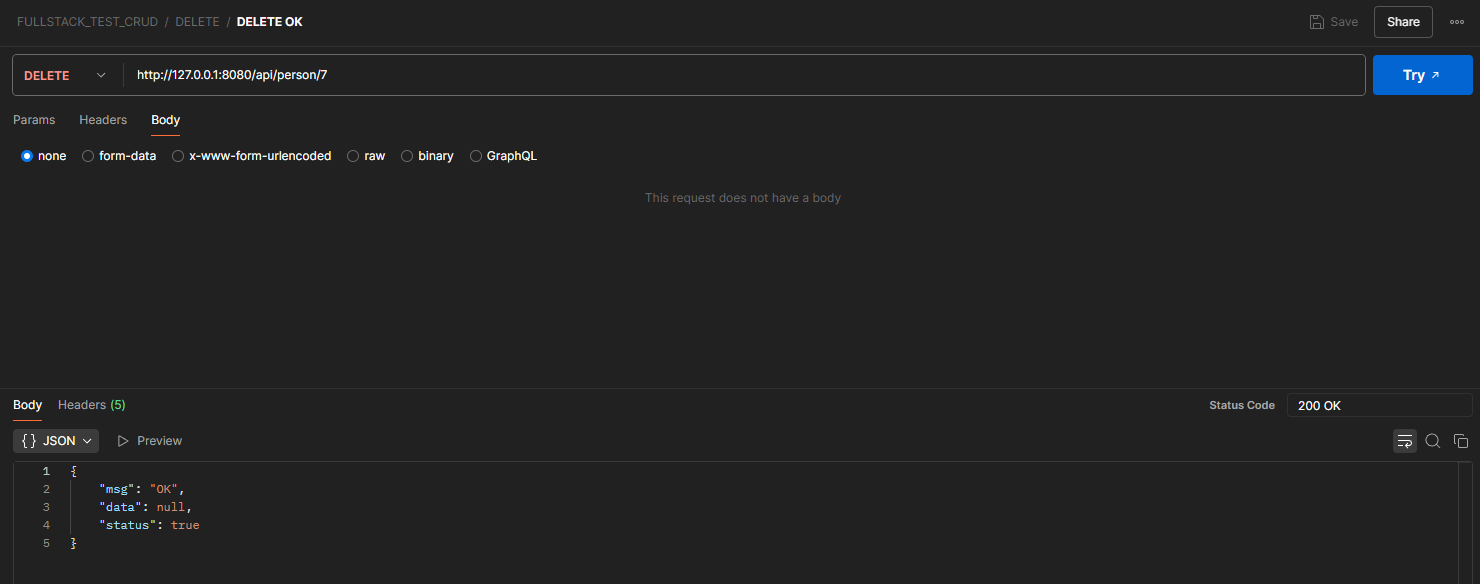 FULLSTACK_TEST_CRUD / DELETE / DELETE OK
Save Share
DELETE http://127.0.0.1:8080/api/person/7 Try ↗
Params Headers Body
none form-data x-www-form-urlencoded raw binary GraphQL
This request does not have a body
Body Headers (5) Status Code 200 OK
{} JSON Preview
1 {
2 "msg": "OK",
3 "data": null,
4 "status": true
5 }